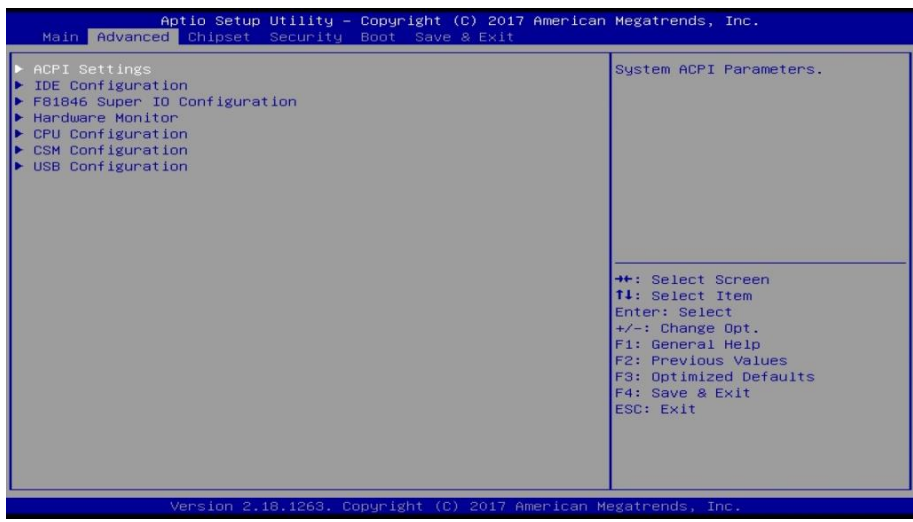 Aptio Setup Utility – Copyright (C) 2017 American Megatrends, Inc.
Main Advanced Chipset Security Boot Save & Exit
► ACPI Settings
► IDE Configuration
► F81846 Super IO Configuration
► Hardware Monitor
► CPU Configuration
► CSM Configuration
► USB Configuration
System ACPI Parameters.
→←: Select Screen
↑↓: Select Item
Enter: Select
+/-: Change Opt.
F1: General Help
F2: Previous Values
F3: Optimized Defaults
F4: Save & Exit
ESC: Exit
Version 2.18.1263. Copyright (C) 2017 American Megatrends, Inc.